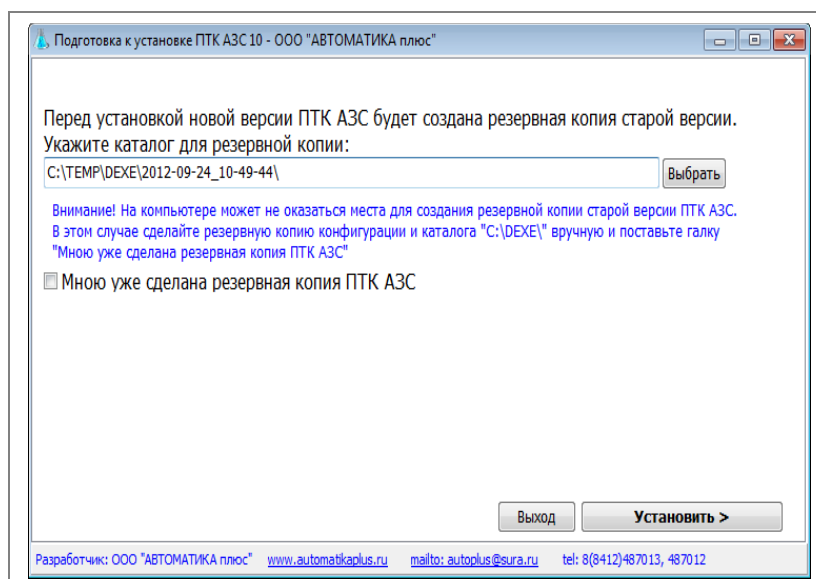 Подготовка к установке ПТК АЗС 10 - ООО "АВТОМАТИКА плюс"
Перед установкой новой версии ПТК АЗС будет создана резервная копия старой версии.
Укажите каталог для резервной копии:
C:\TEMP\DEXE\2012-09-24_10-49-44\
Выбрать
Внимание! На компьютере может не оказаться места для создания резервной копии старой версии ПТК АЗС.
В этом случае сделайте резервную копию конфигурации и каталога "C:\DEXE\" вручную и поставьте галку
"Мною уже сделана резервная копия ПТК АЗС"
Мною уже сделана резервная копия ПТК АЗС
Выход
Установить >
Разработчик: ООО "АВТОМАТИКА плюс" www.automatikaplus.ru mailto: autoplus@sura.ru tel: 8(8412)487013, 487012